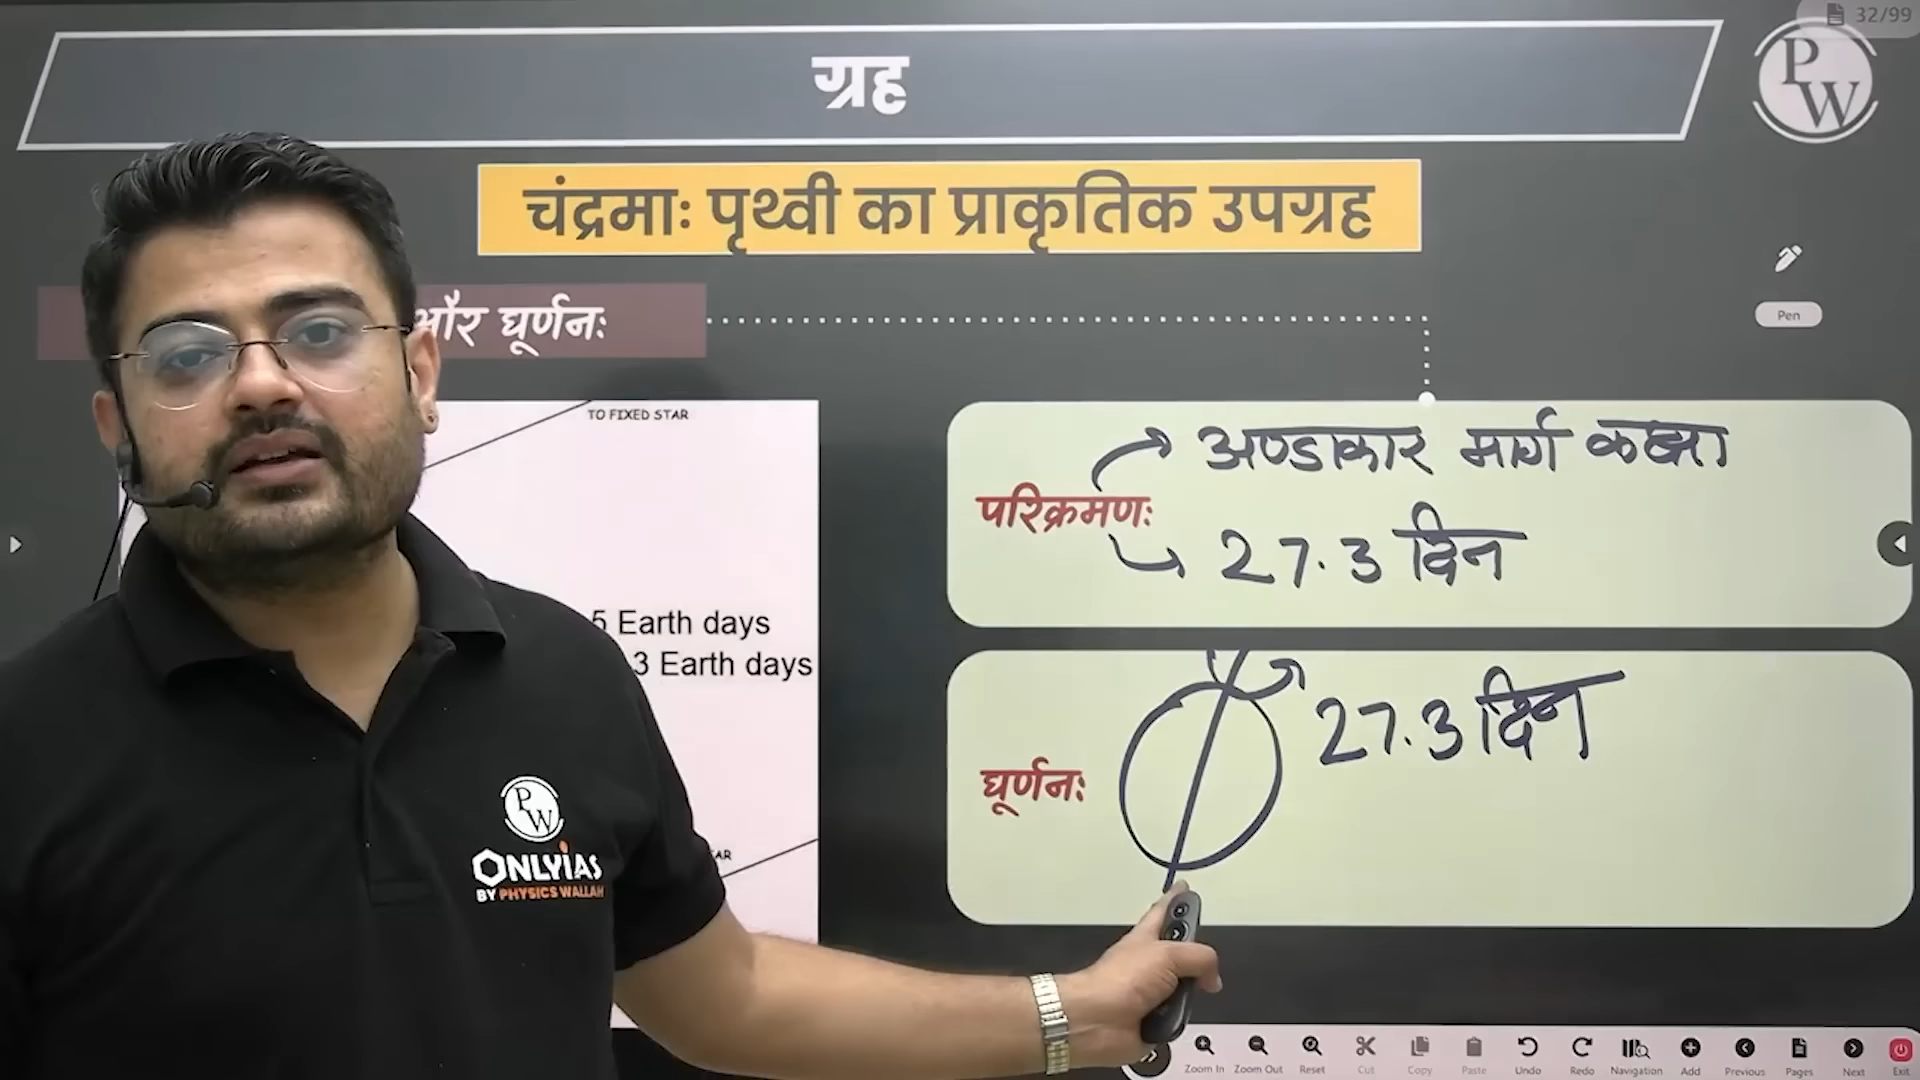 32/99
ग्रह
PW
चंद्रमाः पृथ्वी का प्राकृतिक उपग्रह
और घूर्णनः
Pen
TO FIXED STAR
अण्डाकार मार्ग कक्षा
परिक्रमणः
27.3 दिन
5 Earth days
.3 Earth days
27.3 दिन
घूर्णनः
PW
ONLYIAS
BY PHYSICS WALLAH
Zoom In Zoom Out Reset Cut Copy Paste Undo Redo Navigation Add Previous Pages Next Exit